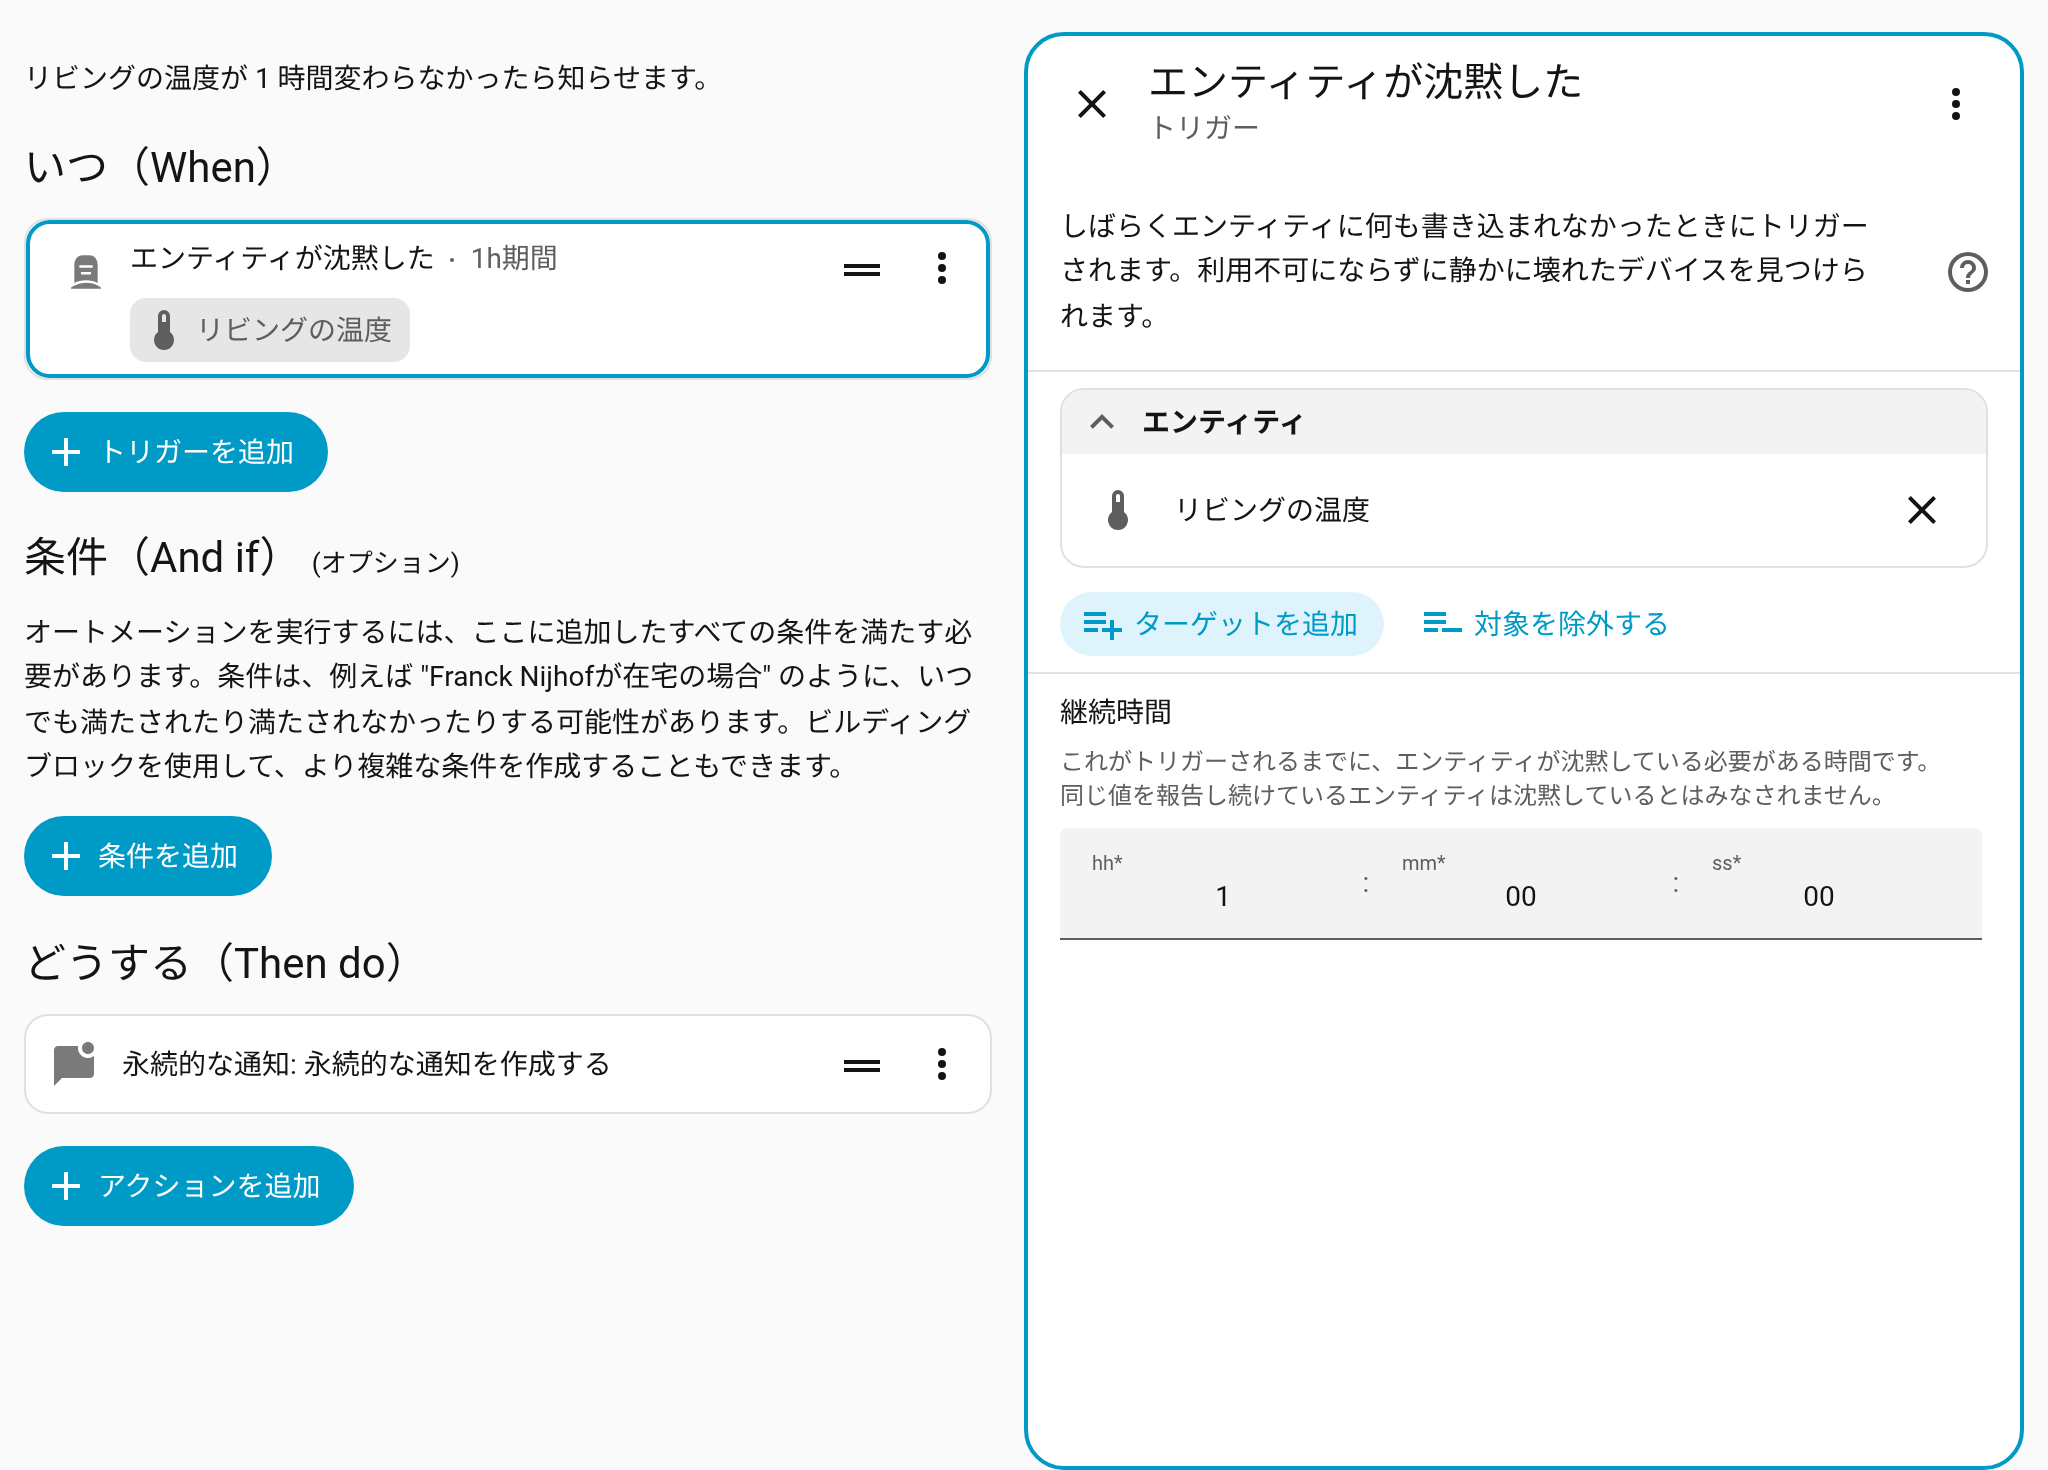 リビングの温度が 1 時間変わらなかったら知らせます。
いつ（When）
エンティティが沈黙した · 1h期間
リビングの温度
トリガーを追加
条件（And if） (オプション)
オートメーションを実行するには、ここに追加したすべての条件を満たす必
要があります。条件は、例えば "Franck Nijhofが在宅の場合" のように、いつ
でも満たされたり満たされなかったりする可能性があります。ビルディング
ブロックを使用して、より複雑な条件を作成することもできます。
条件を追加
どうする（Then do）
永続的な通知: 永続的な通知を作成する
アクションを追加
エンティティが沈黙した
トリガー
しばらくエンティティに何も書き込まれなかったときにトリガー
されます。利用不可にならずに静かに壊れたデバイスを見つけら
れます。
エンティティ
リビングの温度
ターゲットを追加 対象を除外する
継続時間
これがトリガーされるまでに、エンティティが沈黙している必要がある時間です。
同じ値を報告し続けているエンティティは沈黙しているとはみなされません。
hh* mm* ss*
1 : 00 : 00